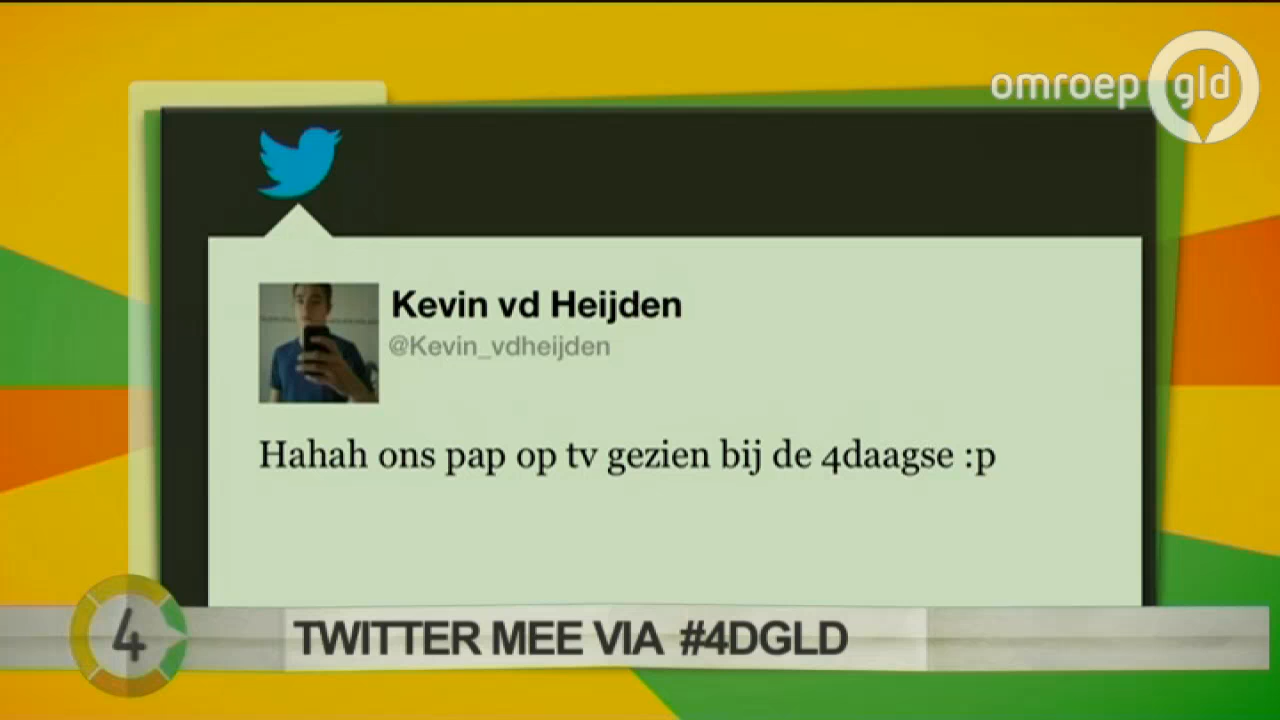 omroep gld
Kevin vd Heijden
@Kevin_vdheijden
Hahah ons pap op tv gezien bij de 4daagse :p
4
TWITTER MEE VIA #4DGLD